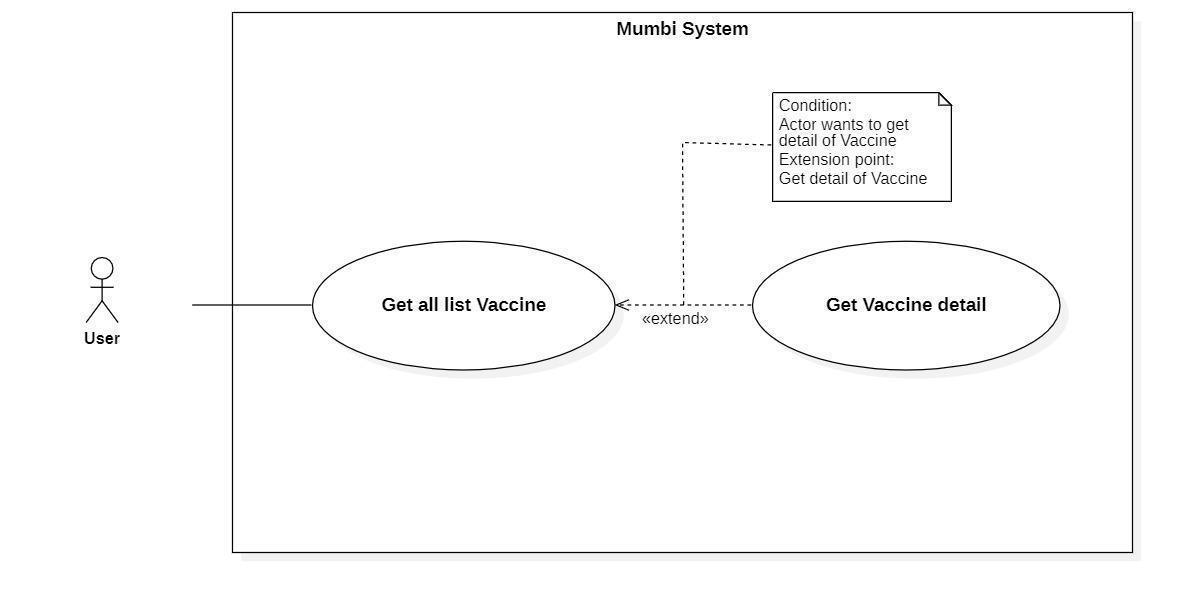 Mumbi System
Condition:
Actor wants to get
detail of Vaccine
Extension point:
Get detail of Vaccine
User
Get all list Vaccine
«extend»
Get Vaccine detail